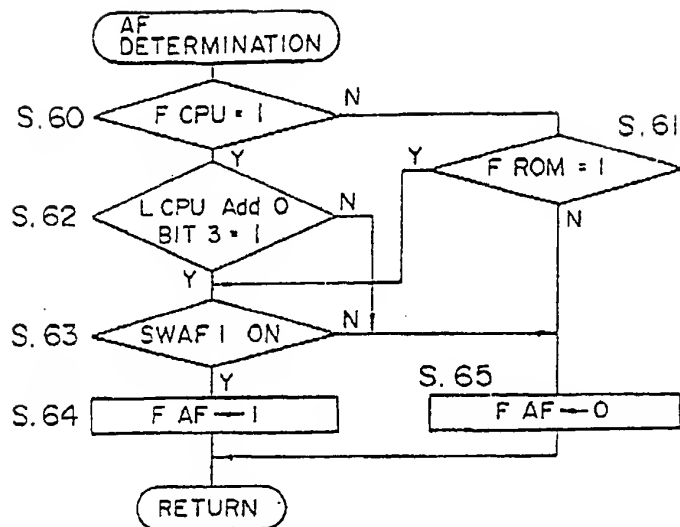 AF
DETERMINATION
S.60
F CPU = 1
N
S.61
Y
Y
F ROM = 1
S.62
L CPU Add 0
BIT 3 = 1
N
N
Y
S.63
SWAF 1 ON
N
Y
S.65
S.64
F AF ← 1
F AF ← 0
RETURN